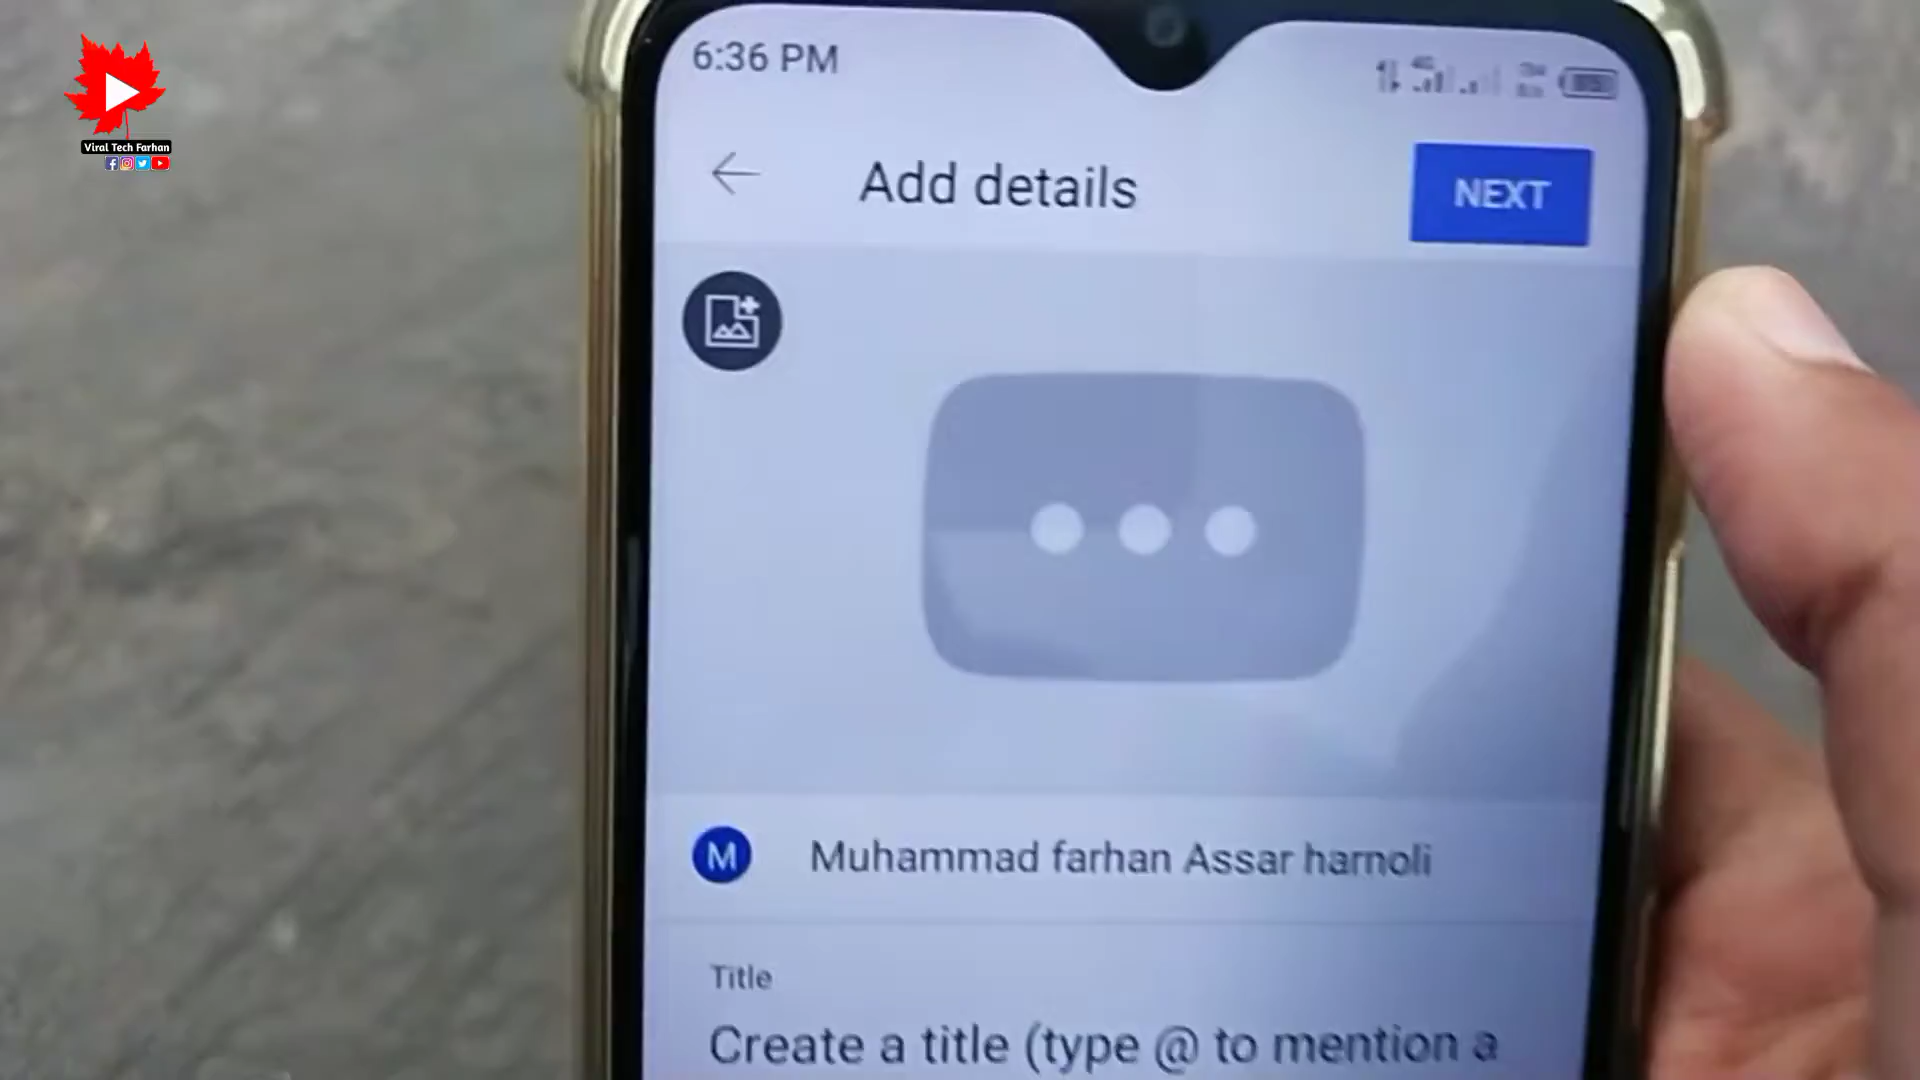 Viral Tech Farhan
6:36 PM
4G
Add details
NEXT
M
Muhammad farhan Assar harnoli
Title
Create a title (type @ to mention a